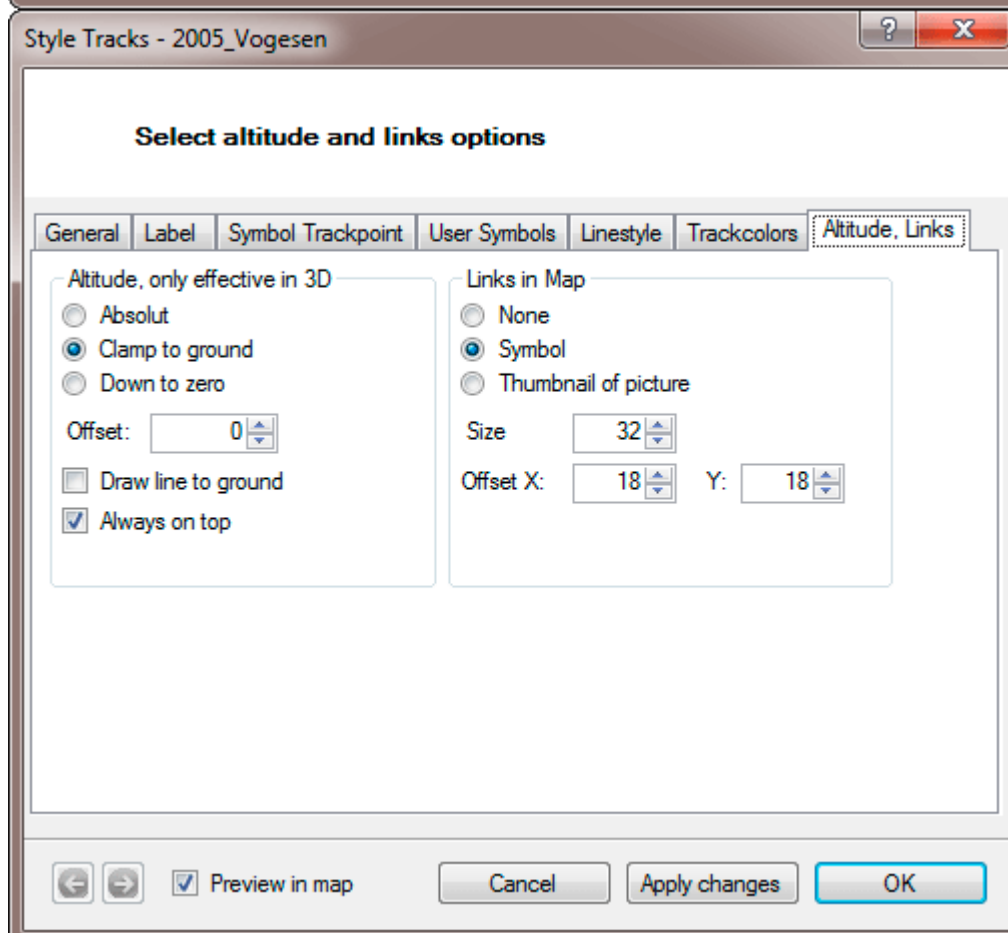 Style Tracks - 2005_Vogesen
?
X
Select altitude and links options
General Label Symbol Trackpoint User Symbols Linestyle Trackcolors Altitude, Links
Altitude, only effective in 3D
Absolut
Clamp to ground
Down to zero
Offset: 0
Draw line to ground
Always on top
Links in Map
None
Symbol
Thumbnail of picture
Size 32
Offset X: 18 Y: 18
Preview in map Cancel Apply changes OK